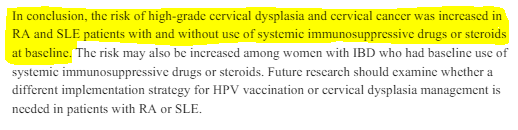 In conclusion, the risk of high-grade cervical dysplasia and cervical cancer was increased in
RA and SLE patients with and without use of systemic immunosuppressive drugs or steroids
at baseline. The risk may also be increased among women with IBD who had baseline use of
systemic immunosuppressive drugs or steroids. Future research should examine whether a
different implementation strategy for HPV vaccination or cervical dysplasia management is
needed in patients with RA or SLE.